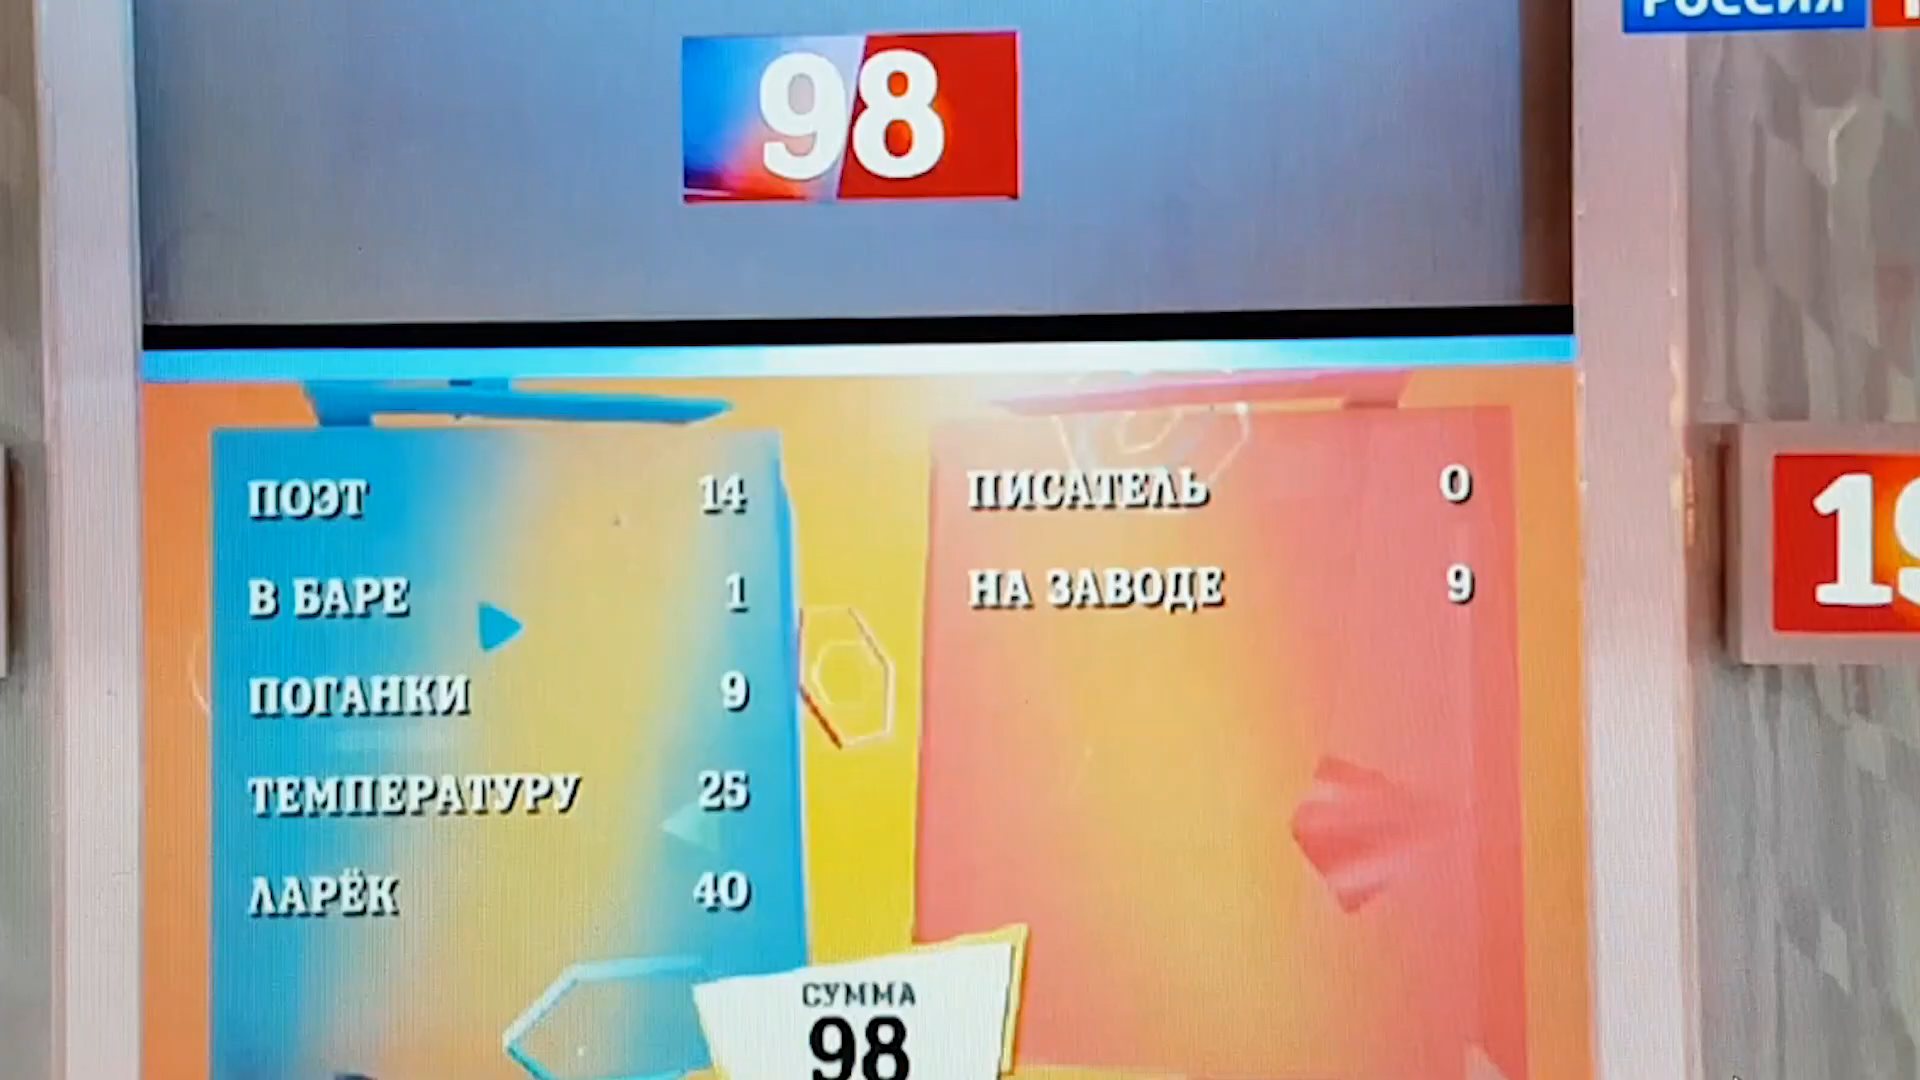 РОССИЯ
98
ПОЭТ 14
В БАРЕ 1
ПОГАНКИ 9
ТЕМПЕРАТУРУ 25
ЛАРЁК 40
ПИСАТЕЛЬ 0
НА ЗАВОДЕ 9
19
СУММА
98